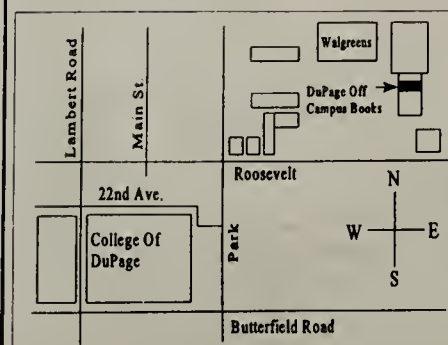 Lambert Road
Main St.
Walgreens
DuPage Off
Campus Books
Roosevelt
22nd Ave.
N
College Of
DuPage
Park
W
E
S
Butterfield Road